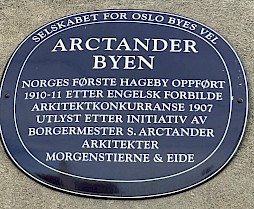 SELSKABET FOR OSLO BYES VEL
ARCTANDER
BYEN
NORGES FØRSTE HAGEBY OPPFØRT
1910-11 ETTER ENGELSK FORBILDE
ARKITEKTKONKURRANSE 1907
UTLYST ETTER INITIATIV AV
BORGERMESTER S. ARCTANDER
ARKITEKTER
MORGENSTIERNE & EIDE